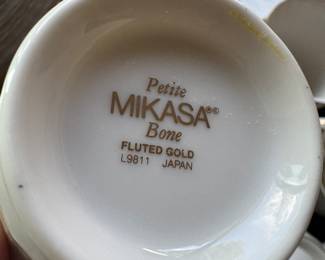 Petite
MIKASA®©
Bone
FLUTED GOLD
L9811 JAPAN